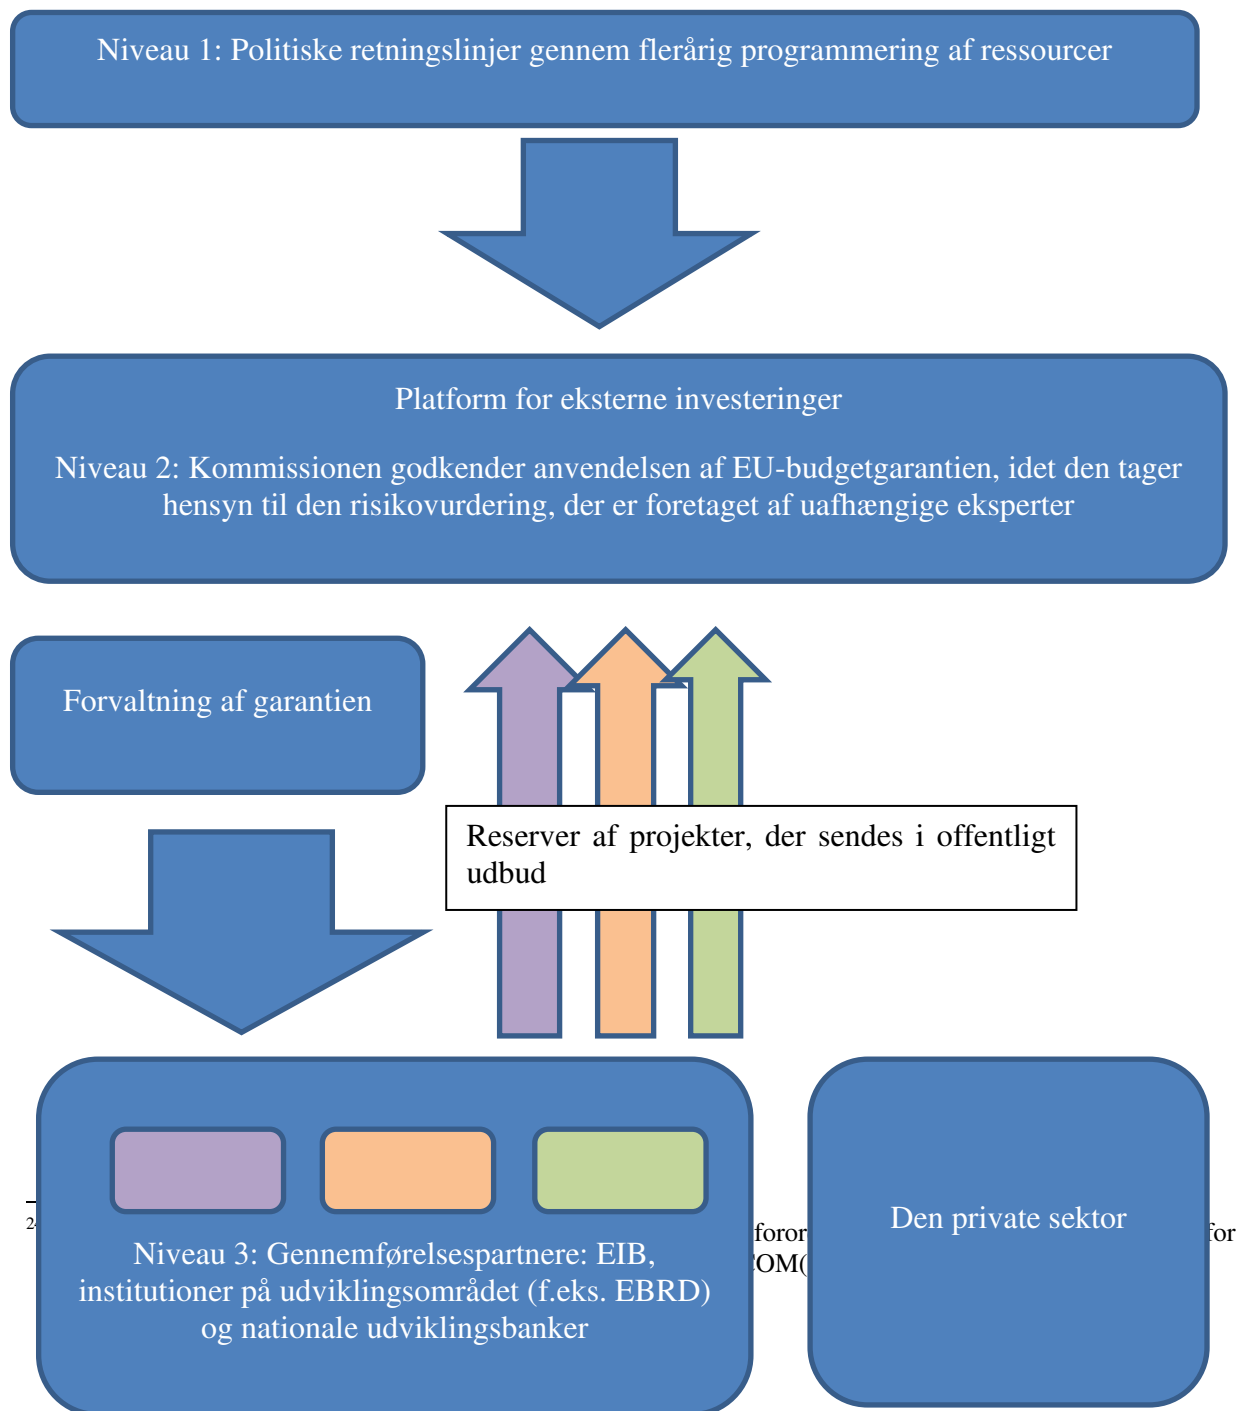 Niveau 1: Politiske retningslinjer gennem flerårig programmering af ressourcer
Platform for eksterne investeringer
Niveau 2: Kommissionen godkender anvendelsen af EU-budgetgarantien, idet den tager
hensyn til den risikovurdering, der er foretaget af uafhængige eksperter
Forvaltning af garantien
Reserver af projekter, der sendes i offentligt
udbud
Niveau 3: Gennemførelsespartnere: EIB,
institutioner på udviklingsområdet (f.eks. EBRD)
og nationale udviklingsbanker
Den private sektor
for